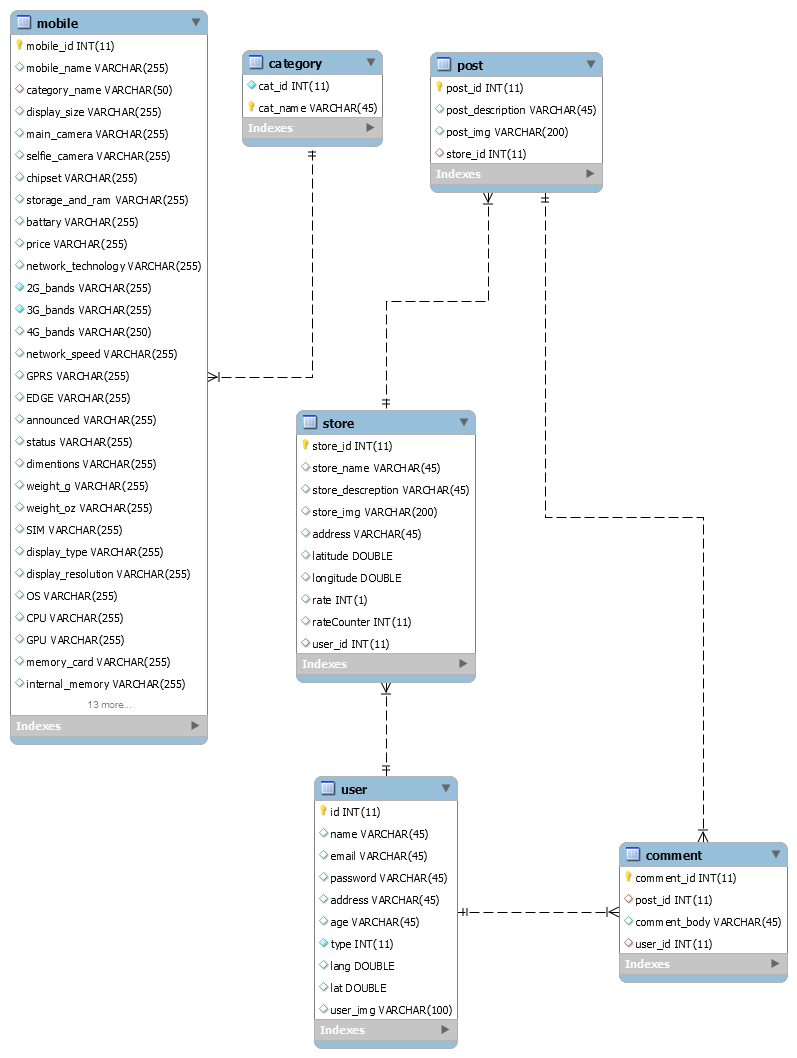 mobile
mobile_id INT(11)
mobile_name VARCHAR(255)
category_name VARCHAR(50)
display_size VARCHAR(255)
main_camera VARCHAR(255)
selfie_camera VARCHAR(255)
chipset VARCHAR(255)
storage_and_ram VARCHAR(255)
battary VARCHAR(255)
price VARCHAR(255)
network_technology VARCHAR(255)
2G_bands VARCHAR(255)
3G_bands VARCHAR(255)
4G_bands VARCHAR(250)
network_speed VARCHAR(255)
GPRS VARCHAR(255)
EDGE VARCHAR(255)
announced VARCHAR(255)
status VARCHAR(255)
dimentions VARCHAR(255)
weight_g VARCHAR(255)
weight_oz VARCHAR(255)
SIM VARCHAR(255)
display_type VARCHAR(255)
display_resolution VARCHAR(255)
OS VARCHAR(255)
CPU VARCHAR(255)
GPU VARCHAR(255)
memory_card VARCHAR(255)
internal_memory VARCHAR(255)
13 more...
Indexes
category
cat_id INT(11)
cat_name VARCHAR(45)
Indexes
post
post_id INT(11)
post_description VARCHAR(45)
post_img VARCHAR(200)
store_id INT(11)
Indexes
store
store_id INT(11)
store_name VARCHAR(45)
store_descreption VARCHAR(45)
store_img VARCHAR(200)
address VARCHAR(45)
latitude DOUBLE
longitude DOUBLE
rate INT(1)
rateCounter INT(11)
user_id INT(11)
Indexes
user
id INT(11)
name VARCHAR(45)
email VARCHAR(45)
password VARCHAR(45)
address VARCHAR(45)
age VARCHAR(45)
type INT(11)
lang DOUBLE
lat DOUBLE
user_img VARCHAR(100)
Indexes
comment
comment_id INT(11)
post_id INT(11)
comment_body VARCHAR(45)
user_id INT(11)
Indexes